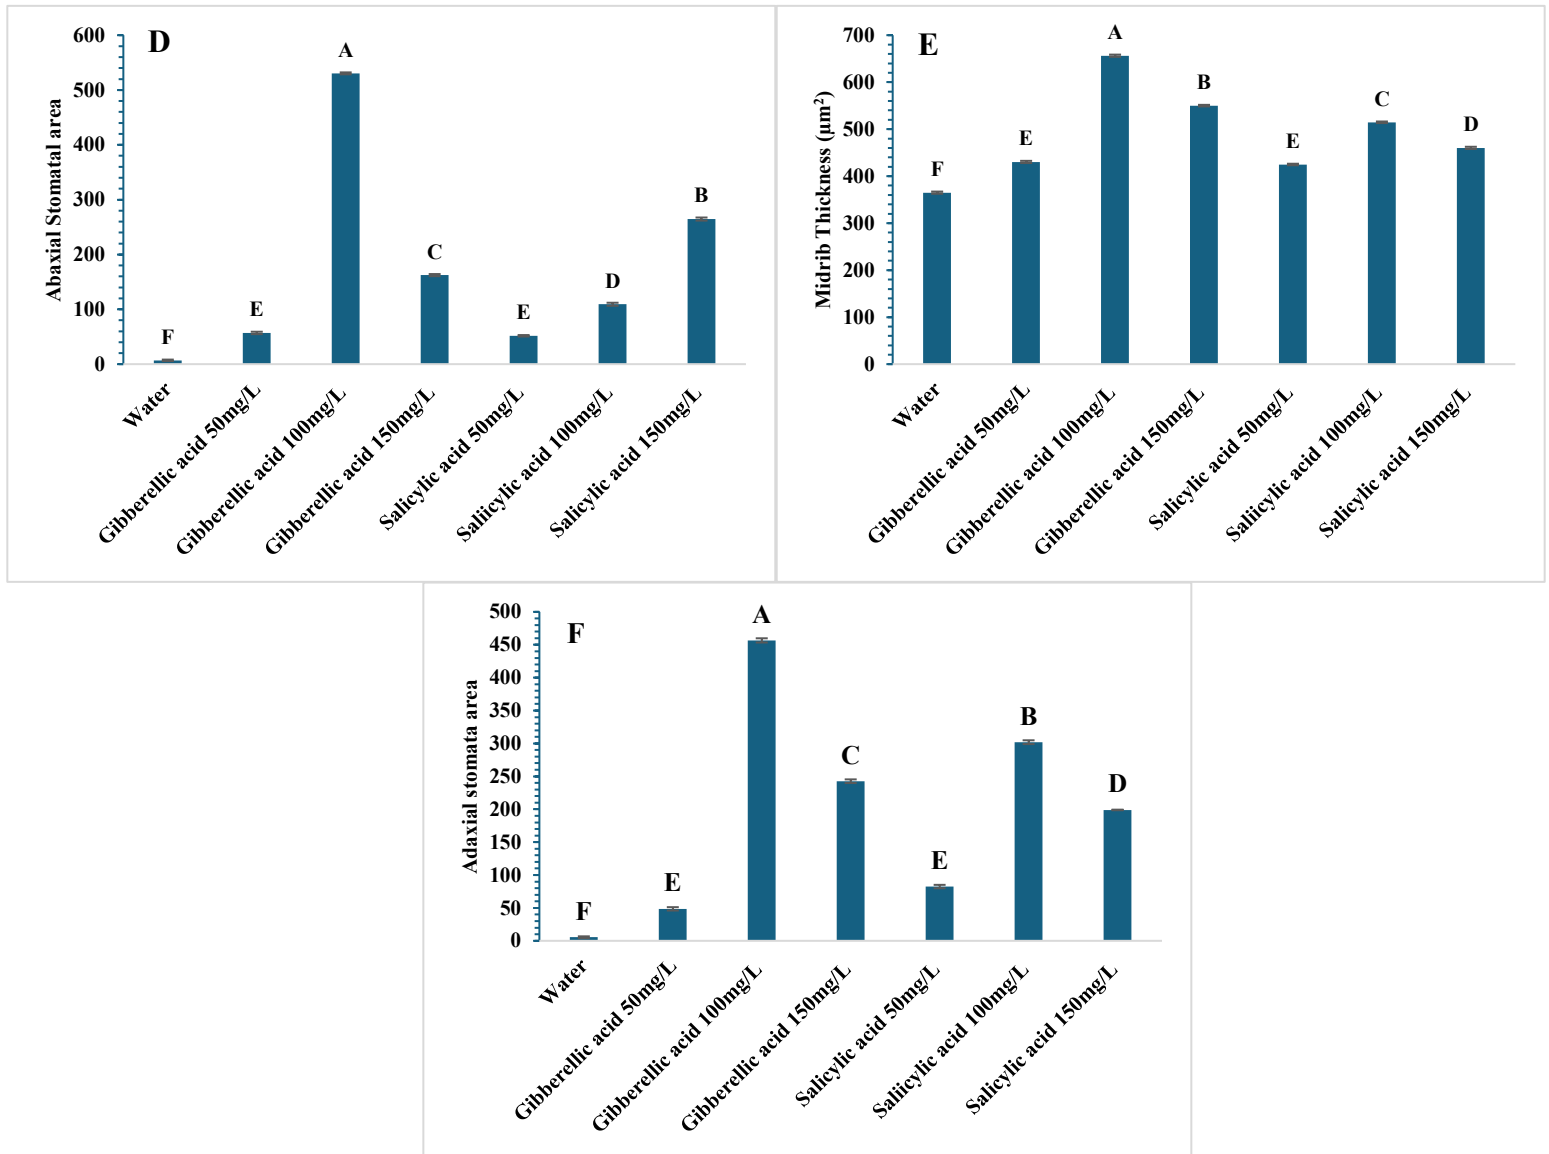 D
Abaxial Stomatal area
600
500
400
300
200
100
0
F
E
A
C
E
D
B
Water
Gibberellic acid 50mg/L
Gibberellic acid 100mg/L
Gibberellic acid 150mg/L
Salicylic acid 50mg/L
Saliicylic acid 100mg/L
Salicylic acid 150mg/L
E
Midrib Thickness (µm²)
700
600
500
400
300
200
100
0
F
E
A
B
E
C
D
Water
Gibberellic acid 50mg/L
Gibberellic acid 100mg/L
Gibberellic acid 150mg/L
Salicylic acid 50mg/L
Saliicylic acid 100mg/L
Salicylic acid 150mg/L
F
Adaxial stomata area
500
450
400
350
300
250
200
150
100
50
0
F
E
A
C
E
B
D
Water
Gibberellic acid 50mg/L
Gibberellic acid 100mg/L
Gibberellic acid 150mg/L
Salicylic acid 50mg/L
Saliicylic acid 100mg/L
Salicylic acid 150mg/L